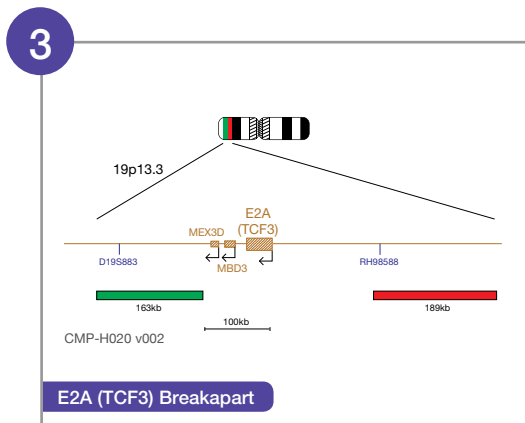 3
19p13.3
E2A
(TCF3)
MEX3D
MBD3
D19S883
RH98588
163kb
189kb
100kb
CMP-H020 v002
E2A (TCF3) Breakapart